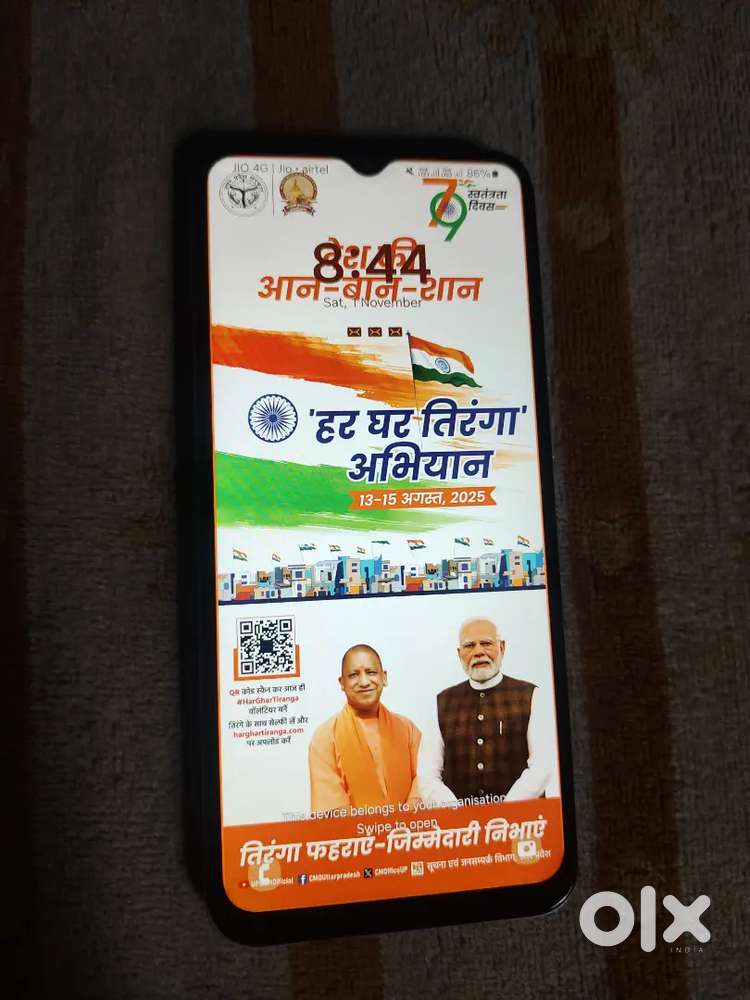 JIO 4G | Jio • airtel
86%
79
स्वतंत्रता
दिवस
देश की
8:44
आन-बान-शान
Sat, 1 November
'हर घर तिरंगा'
अभियान
13-15 अगस्त, 2025
QR कोड स्कैन कर आज ही
#HarGharTiranga
वॉलंटियर बनें
तिरंगे के साथ सेल्फी लें और
harghartiranga.com
पर अपलोड करें
This device belongs to your organisation
Swipe to open
तिरंगा फहराएं-जिम्मेदारी निभाएं
CMOUttarpradesh
CMOfficeUP
सूचना एवं जनसम्पर्क विभाग,
olx
INDIA